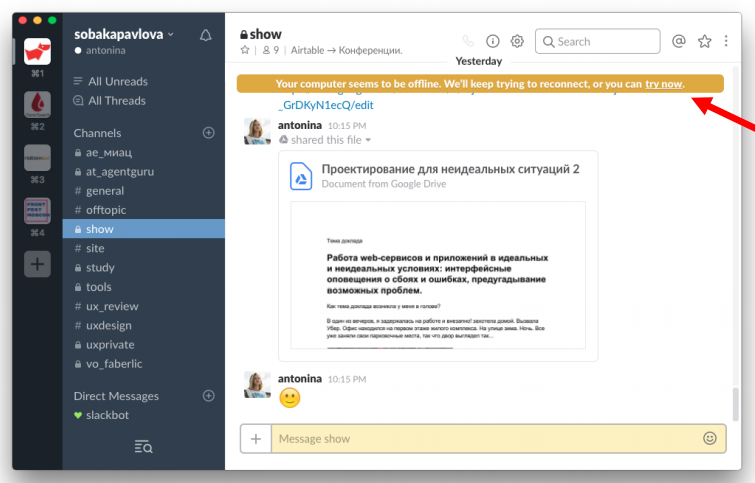 sobakapavlova
antonina
⌘1
⌘2
⌘3
⌘4
All Unreads
All Threads
Channels
ae_миац
at_agentguru
# general
# offtopic
show
# site
study
tools
# ux_review
# uxdesign
uxprivate
vo_faberlic
Direct Messages
slackbot
show
9 | Airtable → Конференции.
Search
Yesterday
Your computer seems to be offline. We'll keep trying to reconnect, or you can try now.
_GrDKyN1ecQ/edit
antonina 10:15 PM
shared this file
Проектирование для неидеальных ситуаций 2
Document from Google Drive
Тема доклада
Работа web-сервисов и приложений в идеальных
и неидеальных условиях: интерфейсные
оповещения о сбоях и ошибках, предугадывание
возможных проблем.
Как тема доклада возникла у меня в голове?
В один из вечеров, я задержалась на работе и внезапно! захотела домой. Вызвала
Убер. Офис находился на первом этаже жилого комплекса. На улице зима. Ночь. Все
уже заняли свои парковочные места, так что двор выглядел так...
antonina 10:15 PM
Message show